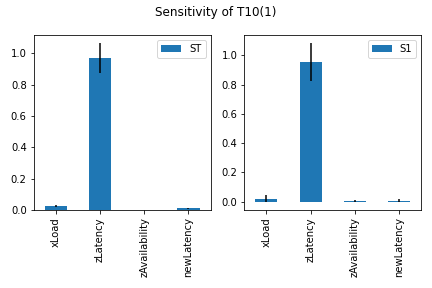 Sensitivity of T10(1)
ST
1.0
0.8
0.6
0.4
0.2
0.0
xLoad
zLatency
zAvailability
newLatency
S1
1.0
0.8
0.6
0.4
0.2
0.0
xLoad
zLatency
zAvailability
newLatency